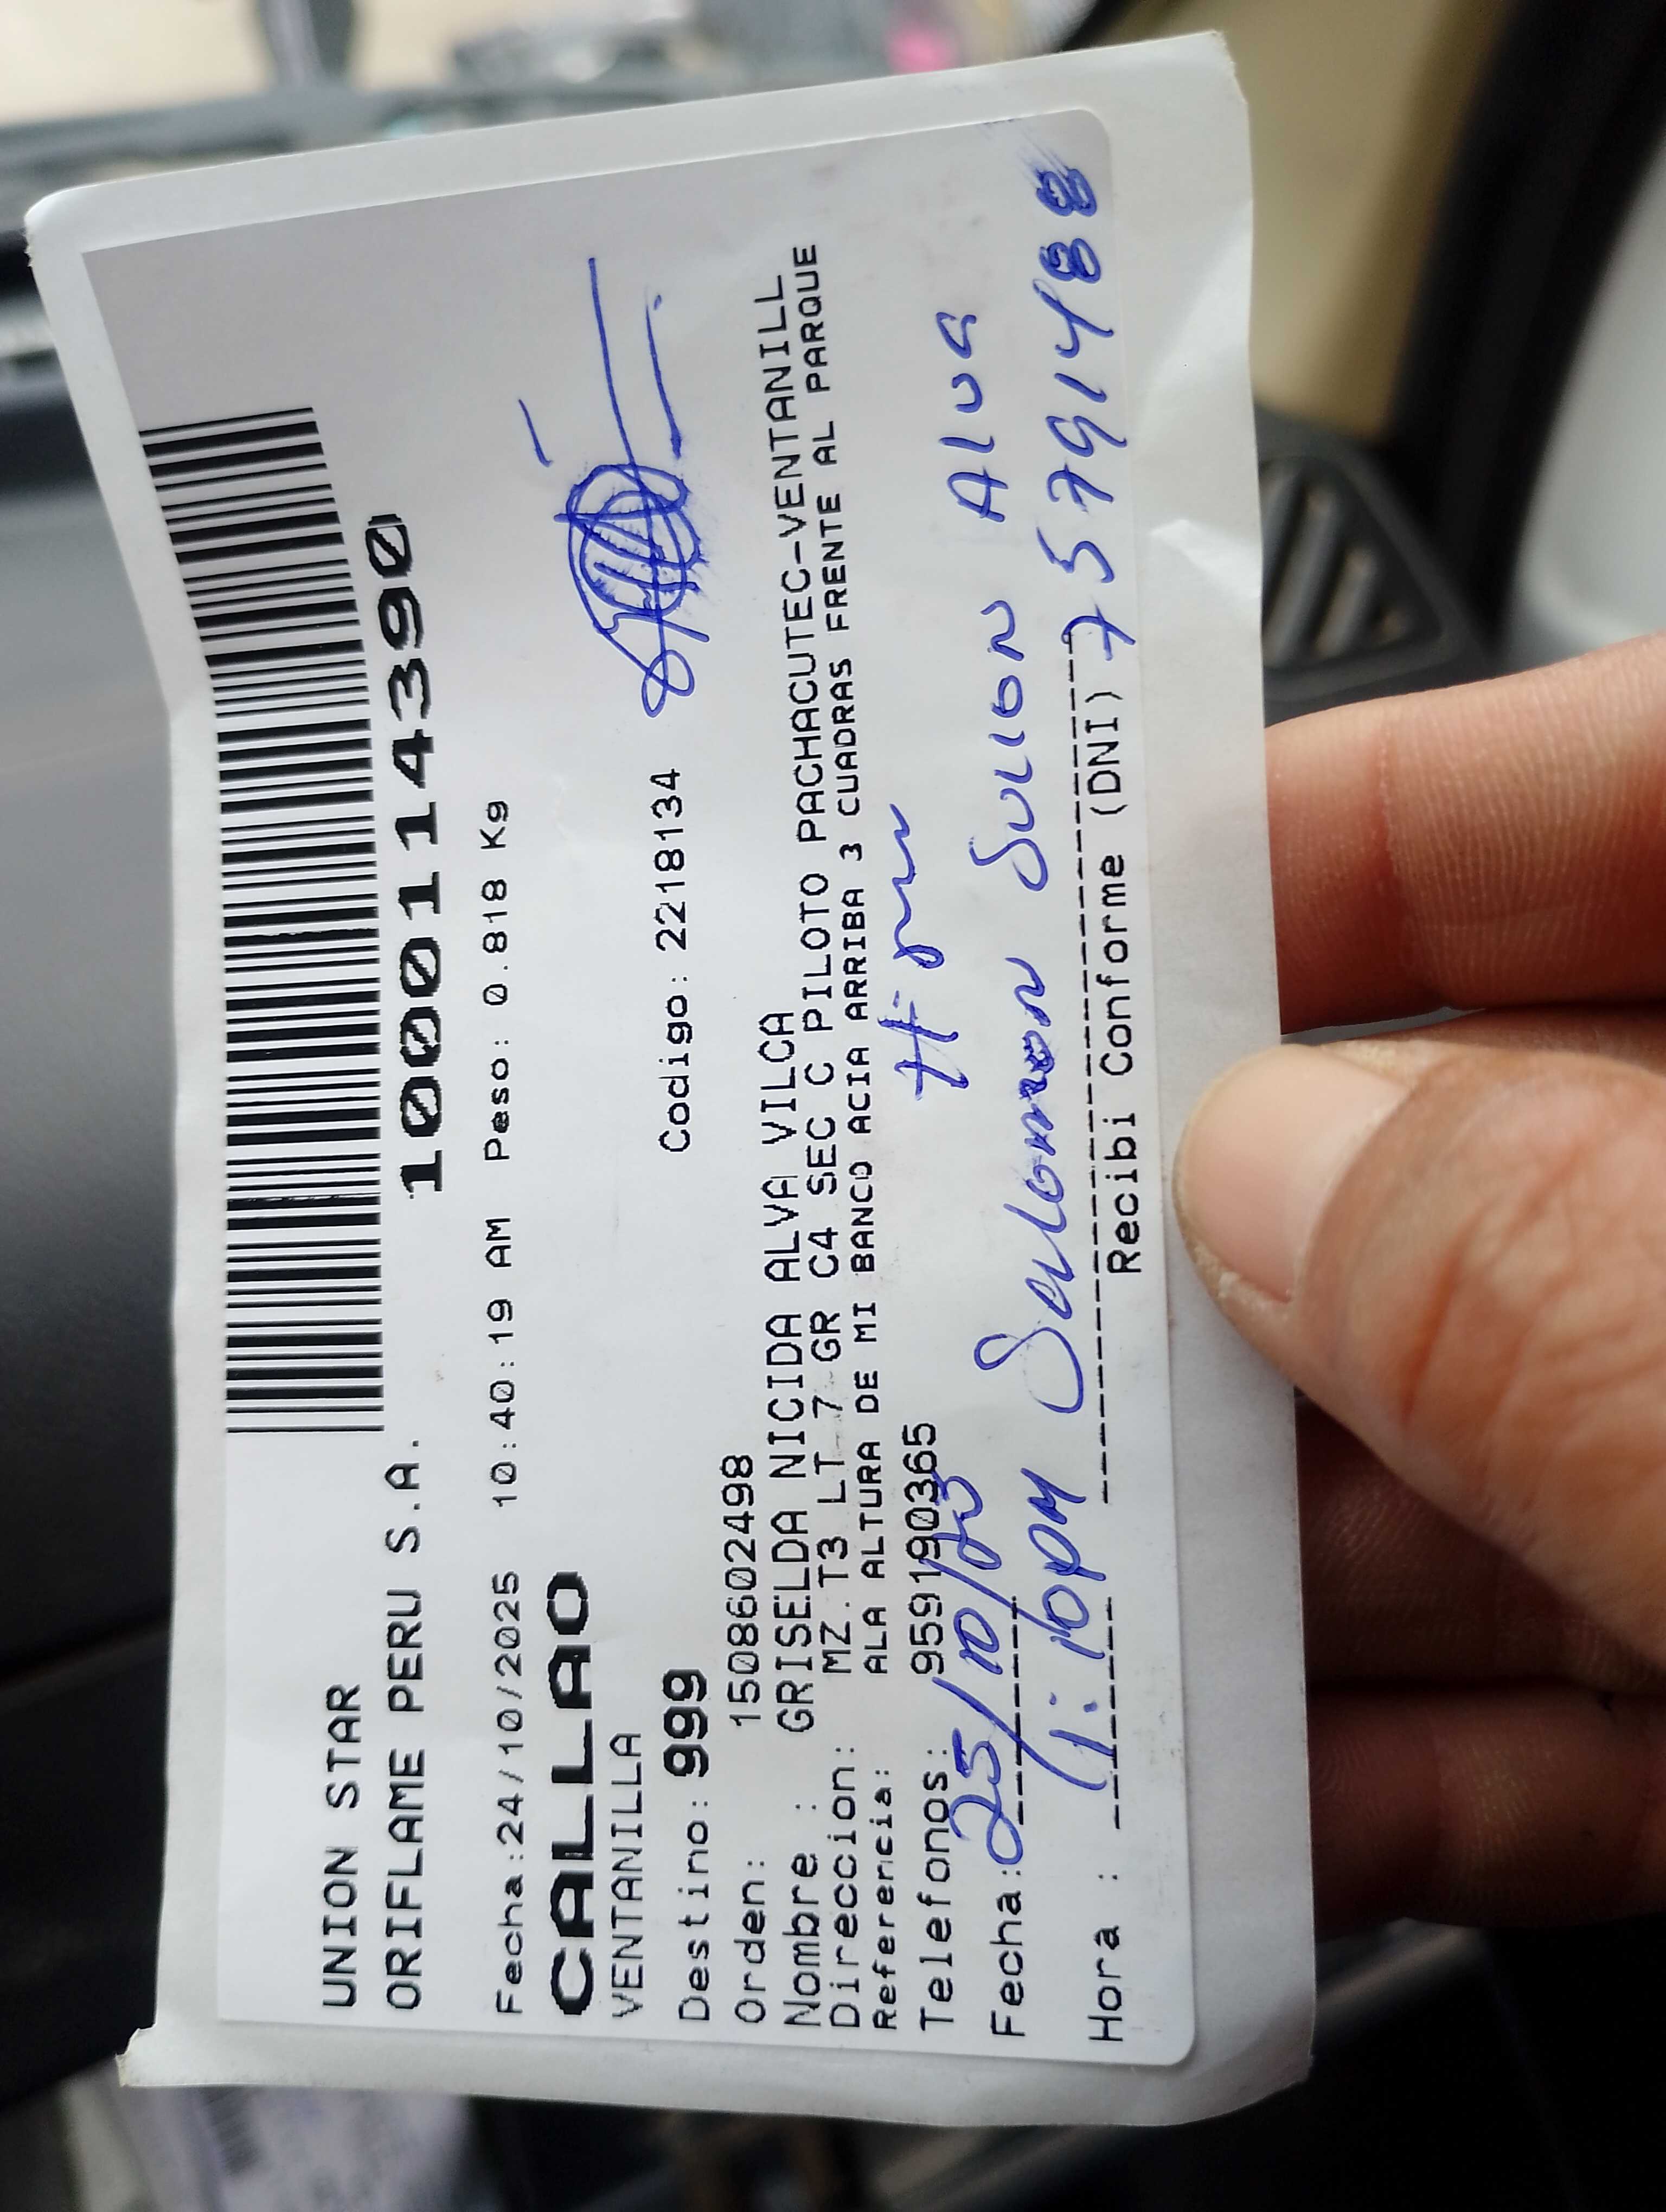 UNION STAR
ORIFLAME PERU S.A.
1000114390
Fecha:24/10/2025 10:40:19 AM Peso: 0.818 Kg
CALLAO
VENTANILLA
Destino: 999 Codigo: 2218134
Orden: 1508602498
Nombre : GRISELDA NICIDA ALVA VILCA
Direccion: MZ.T3 LT 7 GR C4 SEC C PILOTO PACHACUTEC-VENTANILL
Referencia: ALA ALTURA DE MI BANCO ACIA ARRIBA 3 CUADRAS FRENTE AL PARQUE
Telefonos: 959190365
Fecha: 25/10/25
Hora : 1:10pm Alva
Recibi Conforme (DNI) 75791488